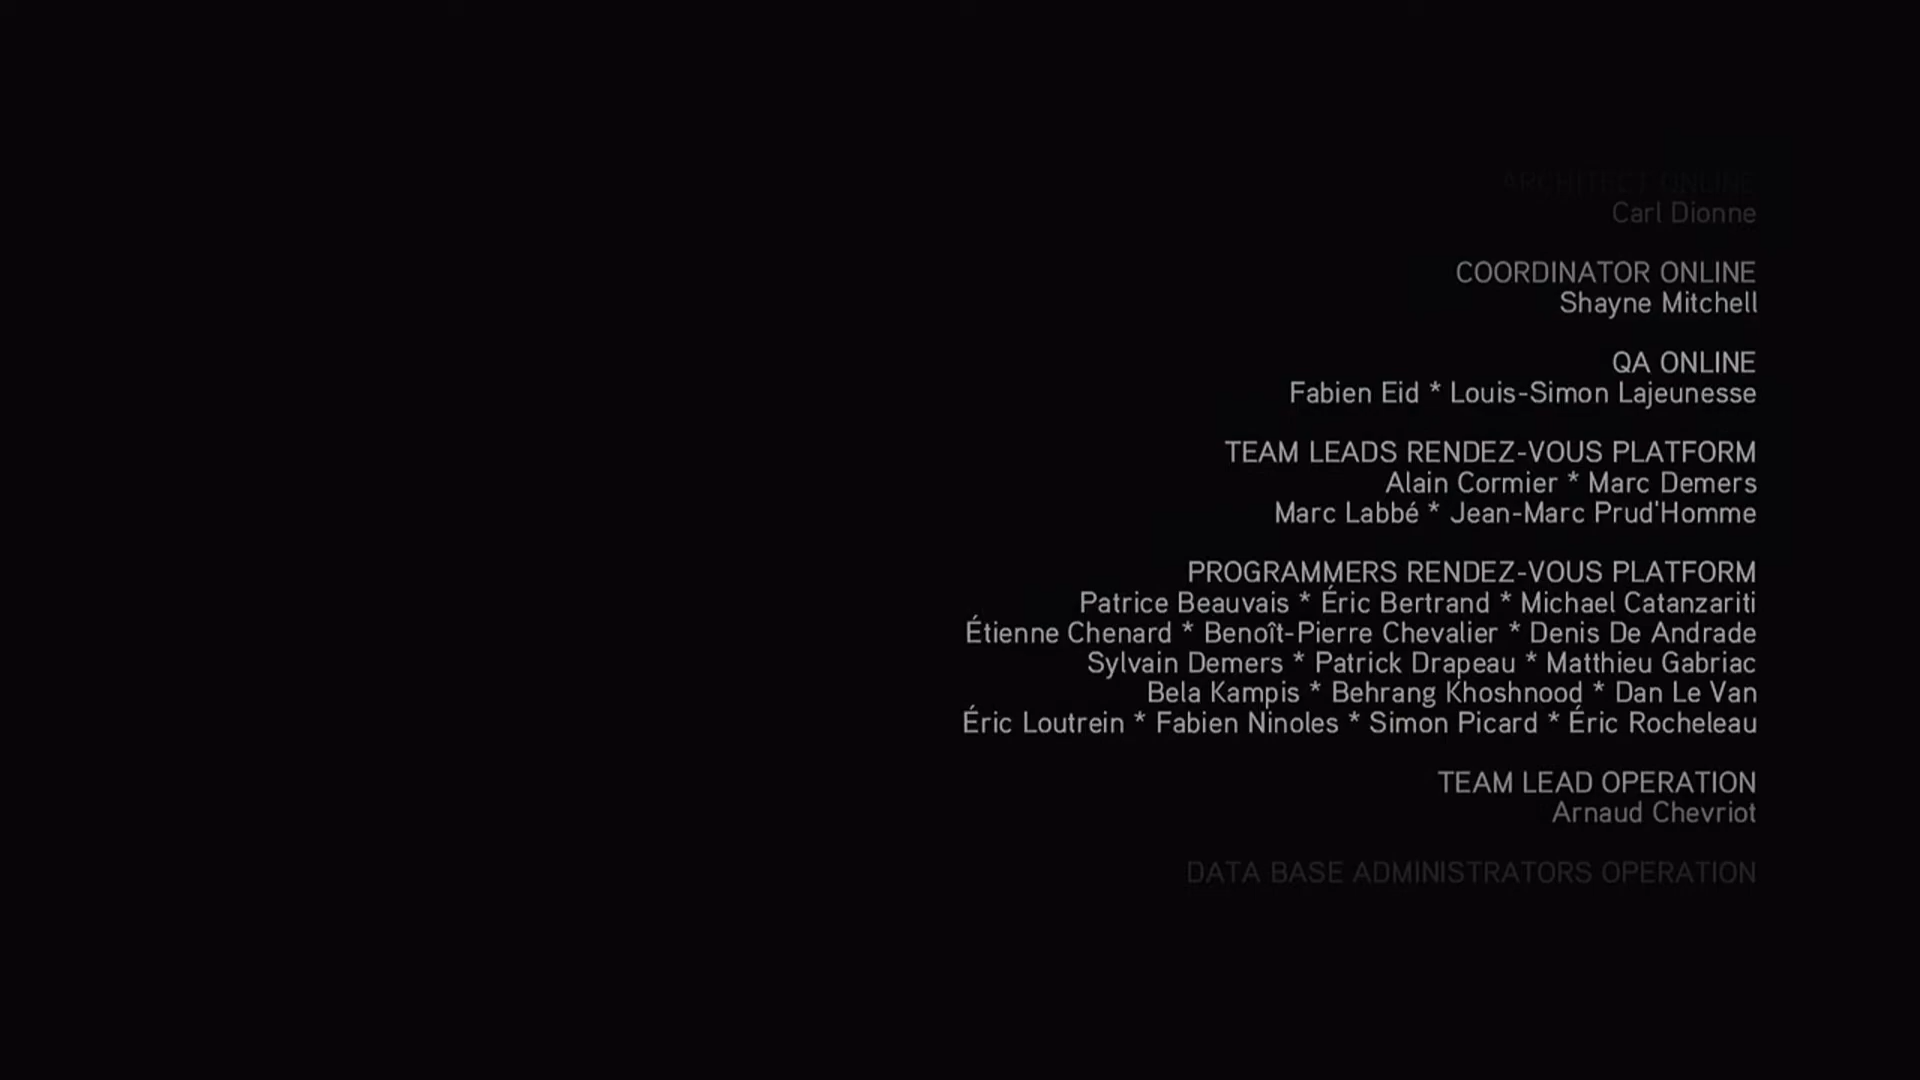 ARCHITECT ONLINE
Carl Dionne
COORDINATOR ONLINE
Shayne Mitchell
QA ONLINE
Fabien Eid * Louis-Simon Lajeunesse
TEAM LEADS RENDEZ-VOUS PLATFORM
Alain Cormier * Marc Demers
Marc Labbé * Jean-Marc Prud'Homme
PROGRAMMERS RENDEZ-VOUS PLATFORM
Patrice Beauvais * Éric Bertrand * Michael Catanzariti
Étienne Chenard * Benoît-Pierre Chevalier * Denis De Andrade
Sylvain Demers * Patrick Drapeau * Matthieu Gabriac
Bela Kampis * Behrang Khoshnood * Dan Le Van
Éric Loutrein * Fabien Ninoles * Simon Picard * Éric Rocheleau
TEAM LEAD OPERATION
Arnaud Chevriot
DATA BASE ADMINISTRATORS OPERATION